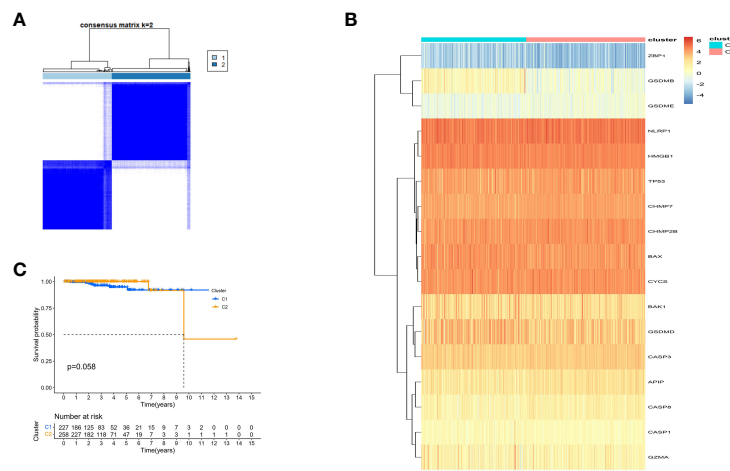 A
consensus matrix k=2
1
2
B
cluster
ZBP1
GSDMB
GSDME
NLRP1
HMGB1
TP53
CHMP7
CHMP2B
BAX
CYCS
BAK1
GSDMD
CASP3
APIP
CASP8
CASP1
GZMA
6
4
2
0
-2
-4
clust
C
C
C
Cluster
C1
C2
Survival probability
1.00
0.75
0.50
0.25
0.00
p=0.058
0 1 2 3 4 5 6 7 8 9 10 11 12 13 14 15
Time(years)
Number at risk
Cluster
C1 227 186 125 83 52 36 21 15 9 7 3 2 0 0 0 0
C2 258 227 182 118 71 47 19 7 3 3 1 1 1 1 0 0
0 1 2 3 4 5 6 7 8 9 10 11 12 13 14 15
Time(years)